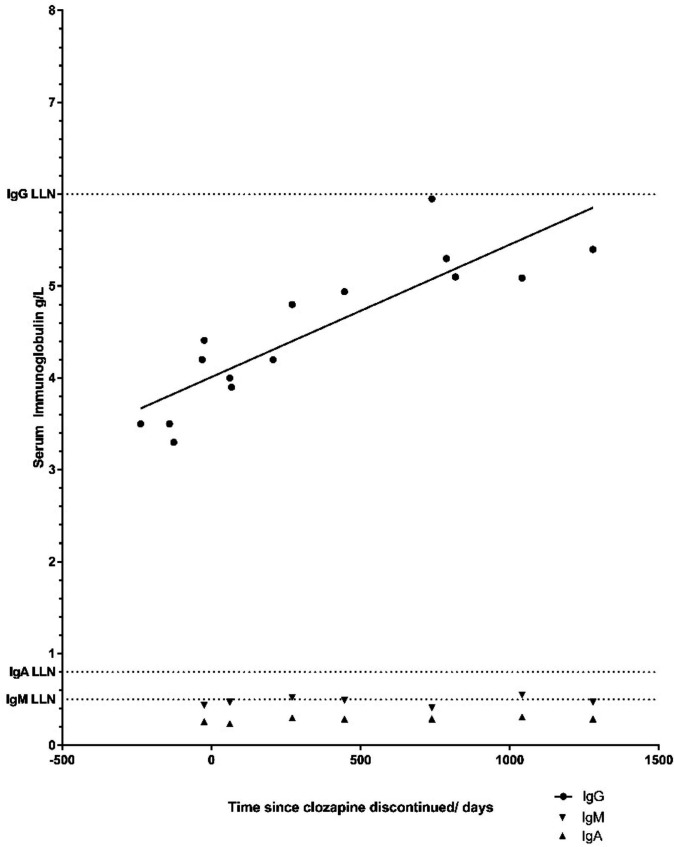 8
7
IgG LLN
5
4
3
2
1
IgA LLN
IgM LLN
0
-500 0 500 1000 1500
Serum Immunoglobulin g/L
Time since clozapine discontinued/ days
IgG
IgM
IgA